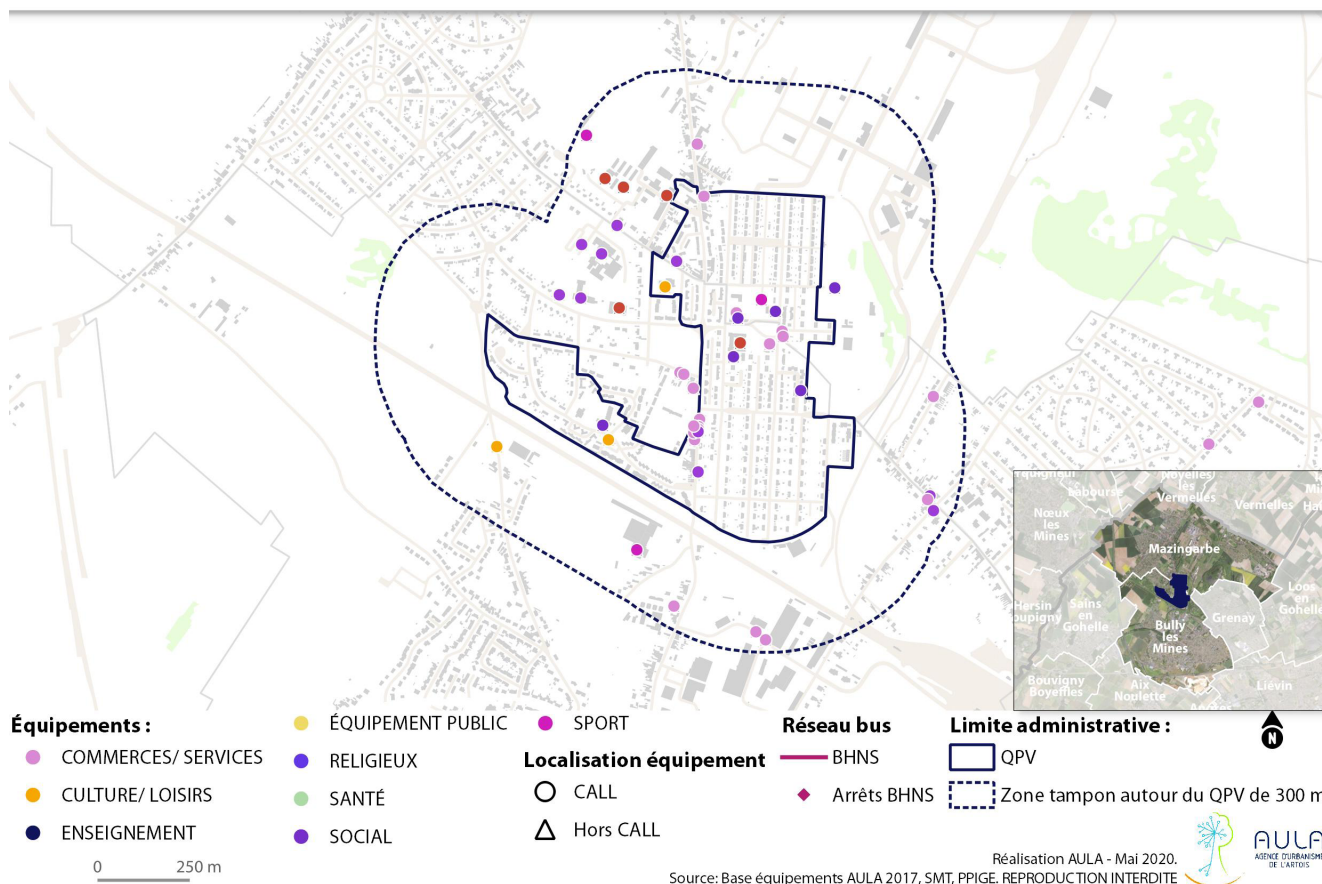 Nœux
les
Mines
Labourse
Noyelles
les
Vermelles
Vermelles
Mazingarbe
Hersin
Coupigny
Sains
en
Gohelle
Bully
les
Mines
Grenay
Loos
en
Gohelle
Bouvigny
Boyeffles
Aix
Noulette
Liévin
Équipements :
COMMERCES/ SERVICES
CULTURE/ LOISIRS
ENSEIGNEMENT
ÉQUIPEMENT PUBLIC
RELIGIEUX
SANTÉ
SOCIAL
SPORT
Localisation équipement
CALL
Hors CALL
Réseau bus
BHNS
Arrêts BHNS
Limite administrative :
QPV
Zone tampon autour du QPV de 300 m
N
0 250 m
Réalisation AULA - Mai 2020.
Source: Base équipements AULA 2017, SMT, PPIGE. REPRODUCTION INTERDITE
AULA
AGENCE D'URBANISME
DE L'ARTOIS